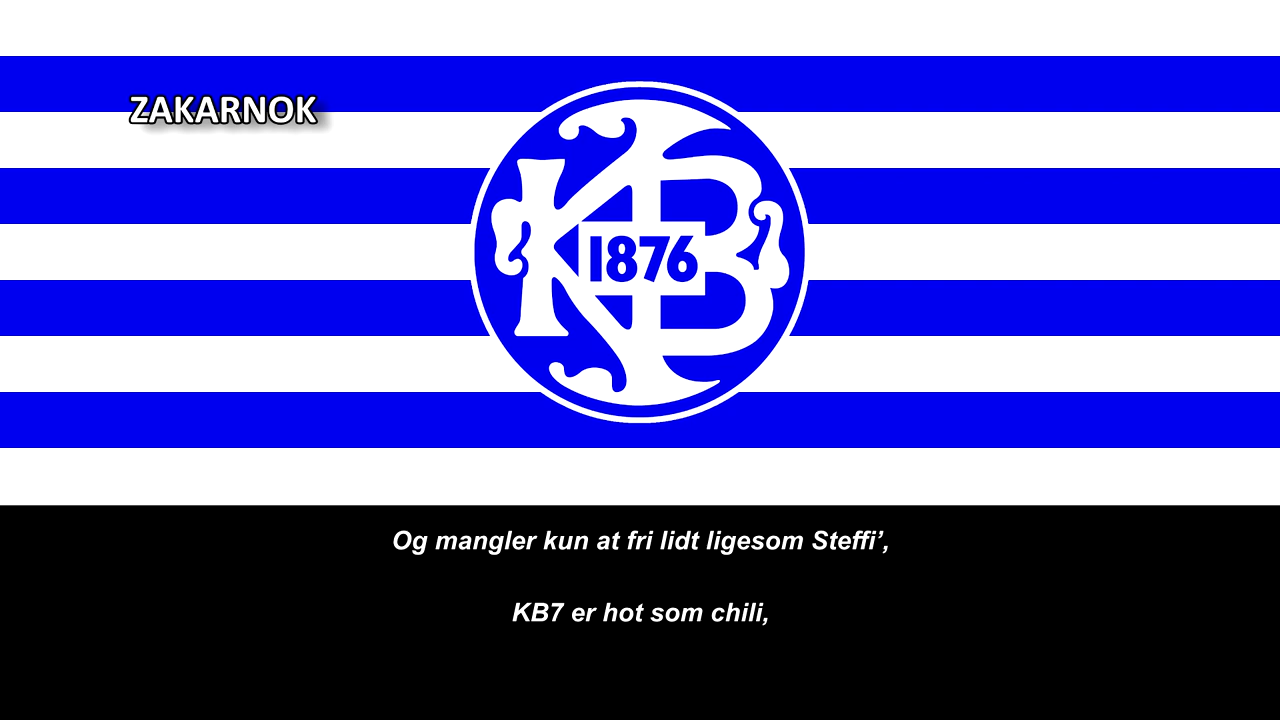 ZAKARNOK
KB
1876
Og mangler kun at fri lidt ligesom Steffi’,
KB7 er hot som chili,